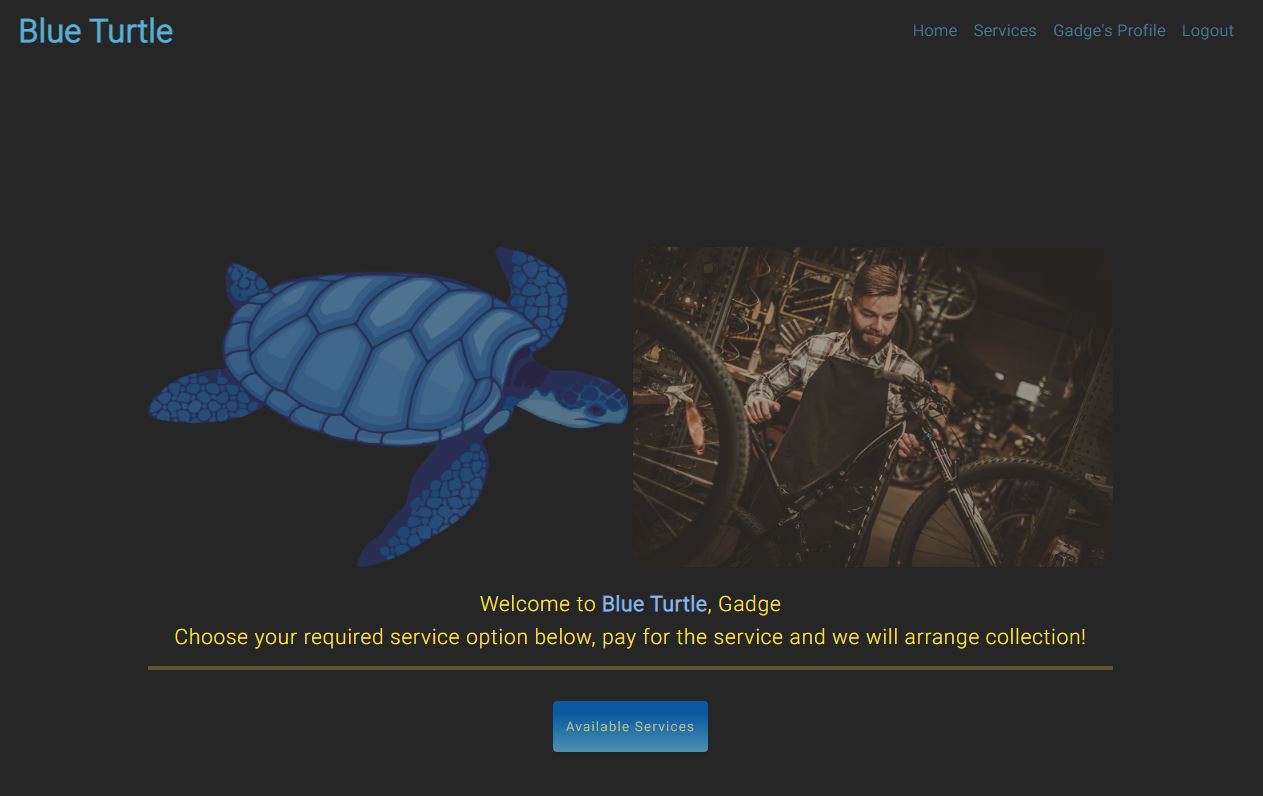 Blue Turtle
Home Services Gadge's Profile Logout
Welcome to Blue Turtle, Gadge
Choose your required service option below, pay for the service and we will arrange collection!
Available Services